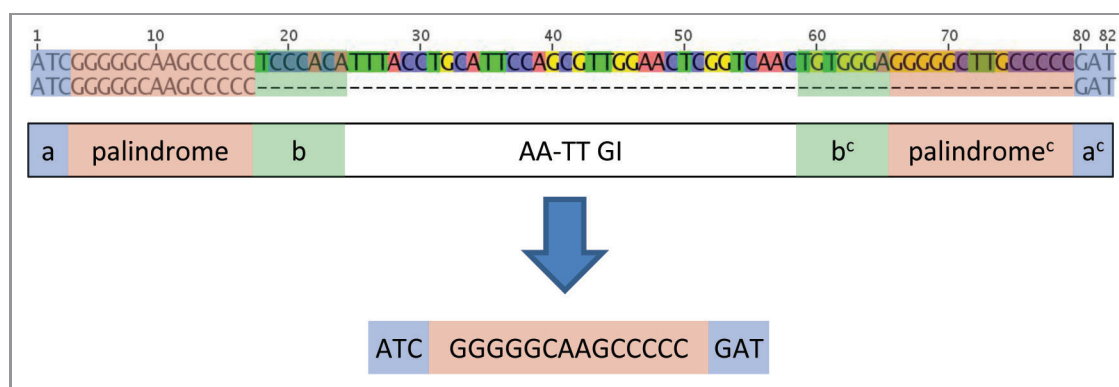 1 10 20 30 40 50 60 70 80 82
ATCGGGGGCAAGCCCCCTCCCACATTTACCTGCATTCCAGCGTTGGAACTCGGTCAACTGTGGGAGGGGGCTTGCCCCCGAT
ATCGGGGGCAAGCCCCC--------------------------------------------------------------GAT
a palindrome b AA-TT GI bᶜ palindromeᶜ aᶜ
ATC GGGGGCAAGCCCCC GAT